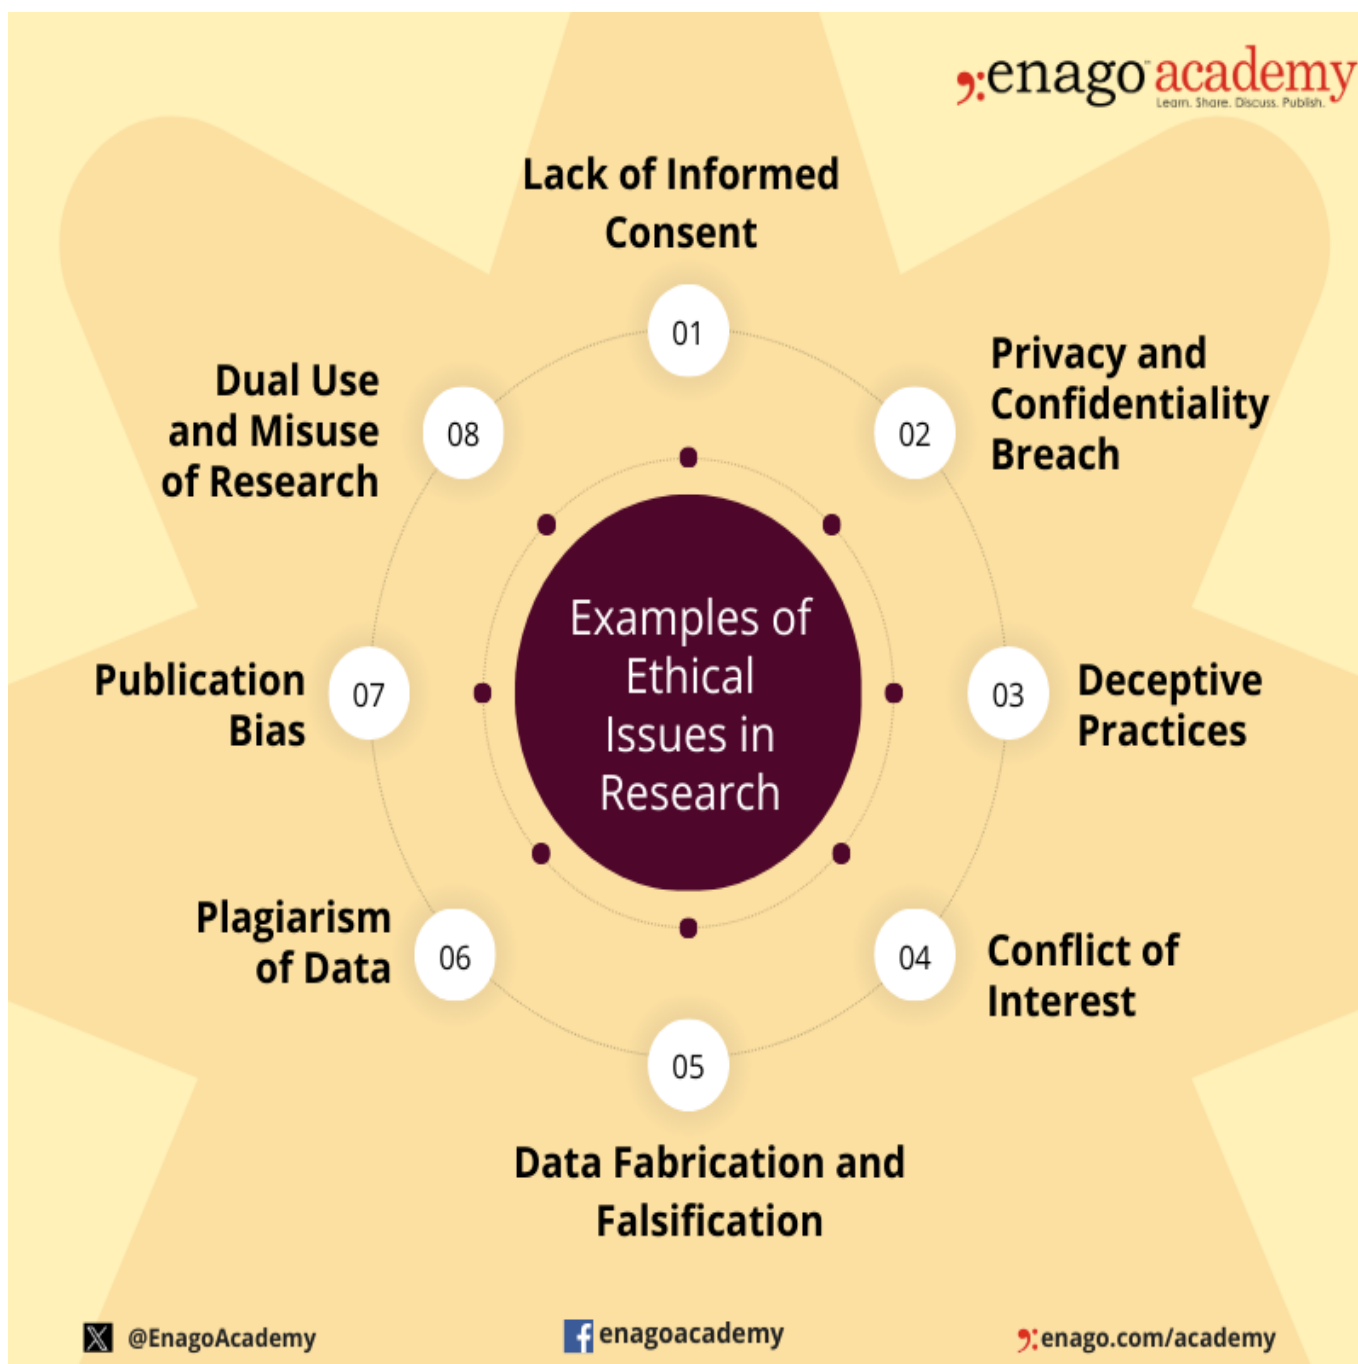 enago academy
Learn. Share. Discuss. Publish.
Lack of Informed
Consent
01
Privacy and
Confidentiality
Breach
02
Deceptive
Practices
03
Conflict of
Interest
04
Data Fabrication and
Falsification
05
Plagiarism
of Data
06
Publication
Bias
07
Dual Use
and Misuse
of Research
08
Examples of
Ethical
Issues in
Research
@EnagoAcademy
enagoacademy
enago.com/academy